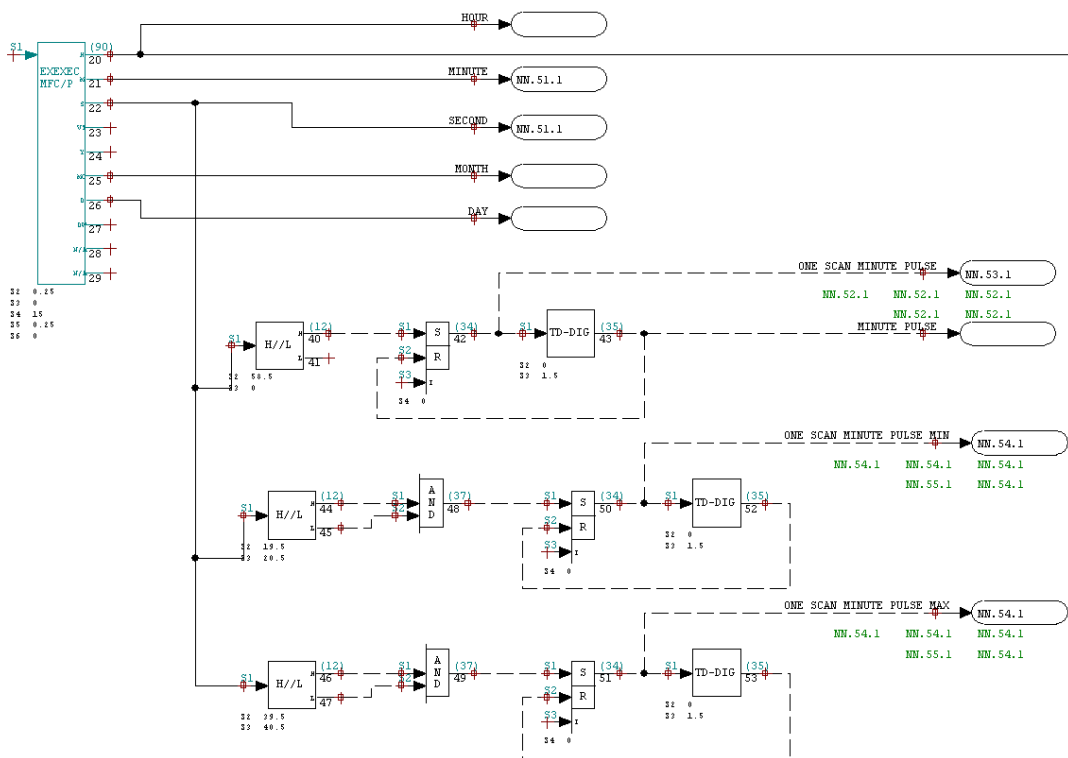 HOUR
S1 (90)
20
EXEXEC
MFC/P
MINUTE
21
NN.51.1
S
22
SECOND
23
NN.51.1
24
MONTH
25
DAY
26
27
28
29
S2 0.25
S3 0
S4 15
S5 0.25
S6 0
ONE SCAN MINUTE PULSE
NN.53.1
NN.52.1 NN.52.1 NN.52.1
NN.52.1 NN.52.1
MINUTE PULSE
S1 H//L H (12) 40
L 41
S2 58.5
S3 0
S1 S (34) 42
S2 R
S3 I
S4 0
S1 TD-DIG (35) 43
S2 0
S3 1.5
ONE SCAN MINUTE PULSE MIN
NN.54.1
NN.54.1 NN.54.1 NN.54.1
NN.55.1 NN.54.1
S1 H//L H (12) 44
L 45
S2 19.5
S3 20.5
S1 AND (37) 48
S2
S1 S (34) 50
S2 R
S3 I
S4 0
S1 TD-DIG (35) 52
S2 0
S3 1.5
ONE SCAN MINUTE PULSE MAX
NN.54.1
NN.54.1 NN.54.1 NN.54.1
NN.55.1 NN.54.1
S1 H//L H (12) 46
L 47
S2 39.5
S3 40.5
S1 AND (37) 49
S2
S1 S (34) 51
S2 R
S3 I
S4 0
S1 TD-DIG (35) 53
S2 0
S3 1.5